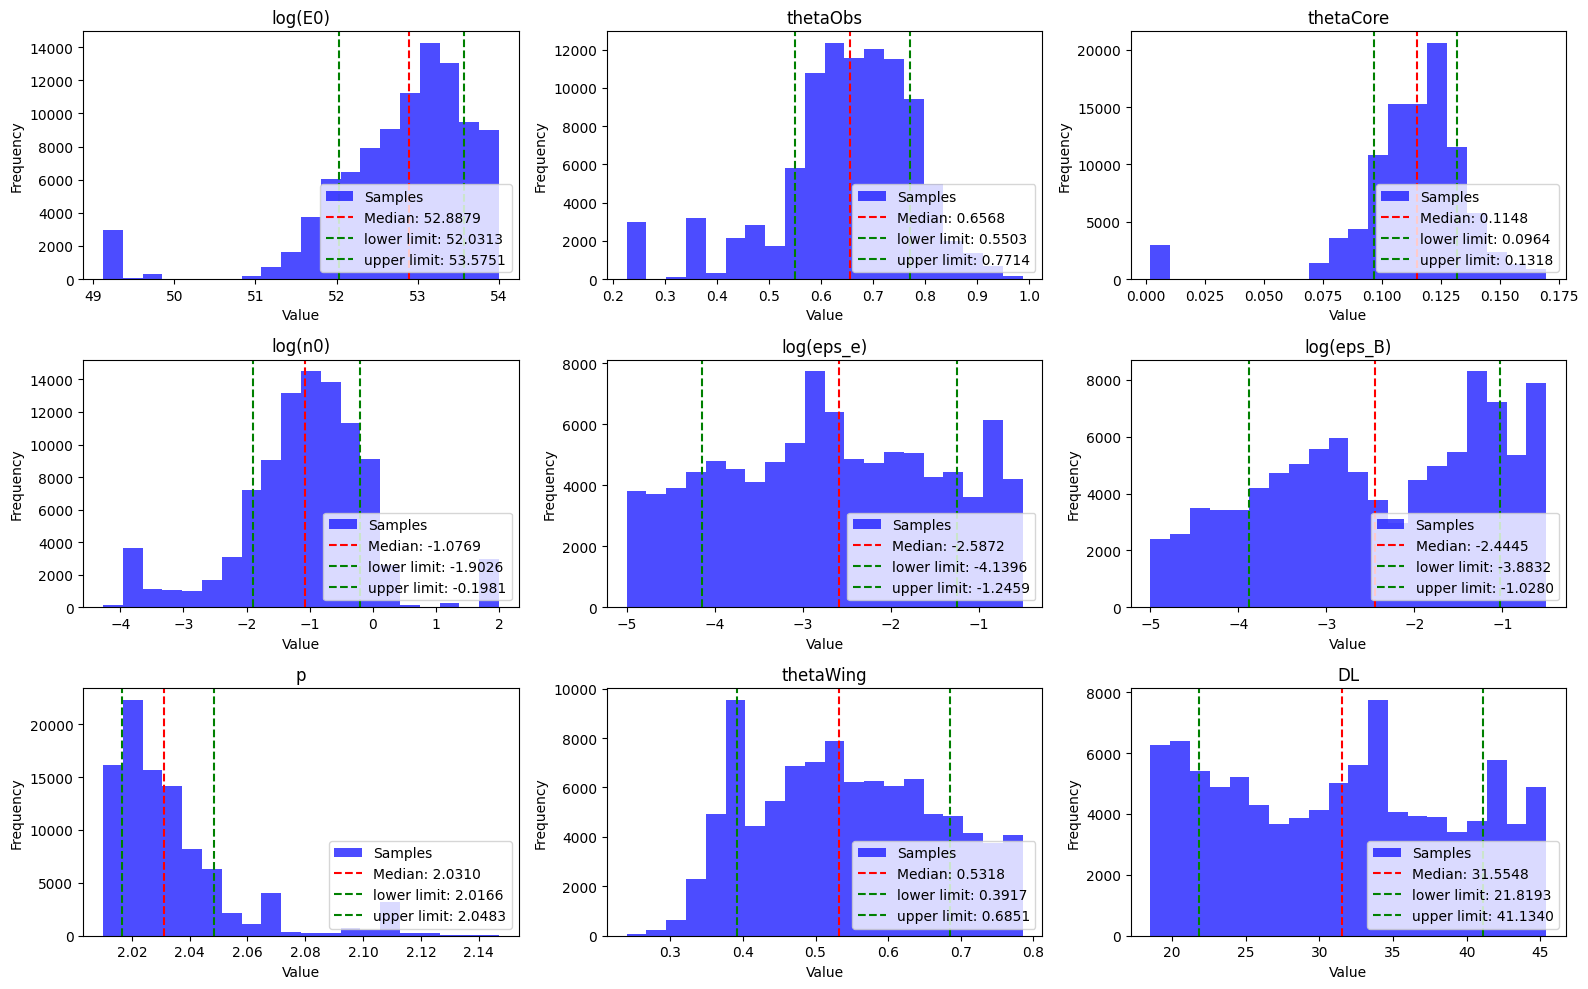 log(E0)
Frequency
14000
12000
10000
8000
6000
4000
2000
0
49 50 51 52 53 54
Value
Samples
Median: 52.8879
lower limit: 52.0313
upper limit: 53.5751
thetaObs
Frequency
12000
10000
8000
6000
4000
2000
0
0.2 0.3 0.4 0.5 0.6 0.7 0.8 0.9 1.0
Value
Samples
Median: 0.6568
lower limit: 0.5503
upper limit: 0.7714
thetaCore
Frequency
20000
15000
10000
5000
0
0.000 0.025 0.050 0.075 0.100 0.125 0.150 0.175
Value
Samples
Median: 0.1148
lower limit: 0.0964
upper limit: 0.1318
log(n0)
Frequency
14000
12000
10000
8000
6000
4000
2000
0
−4 −3 −2 −1 0 1 2
Value
Samples
Median: -1.0769
lower limit: -1.9026
upper limit: -0.1981
log(eps_e)
Frequency
8000
6000
4000
2000
0
−5 −4 −3 −2 −1
Value
Samples
Median: -2.5872
lower limit: -4.1396
upper limit: -1.2459
log(eps_B)
Frequency
8000
6000
4000
2000
0
−5 −4 −3 −2 −1
Value
Samples
Median: -2.4445
lower limit: -3.8832
upper limit: -1.0280
p
Frequency
20000
15000
10000
5000
0
2.02 2.04 2.06 2.08 2.10 2.12 2.14
Value
Samples
Median: 2.0310
lower limit: 2.0166
upper limit: 2.0483
thetaWing
Frequency
10000
8000
6000
4000
2000
0
0.3 0.4 0.5 0.6 0.7 0.8
Value
Samples
Median: 0.5318
lower limit: 0.3917
upper limit: 0.6851
DL
Frequency
8000
6000
4000
2000
0
20 25 30 35 40 45
Value
Samples
Median: 31.5548
lower limit: 21.8193
upper limit: 41.1340